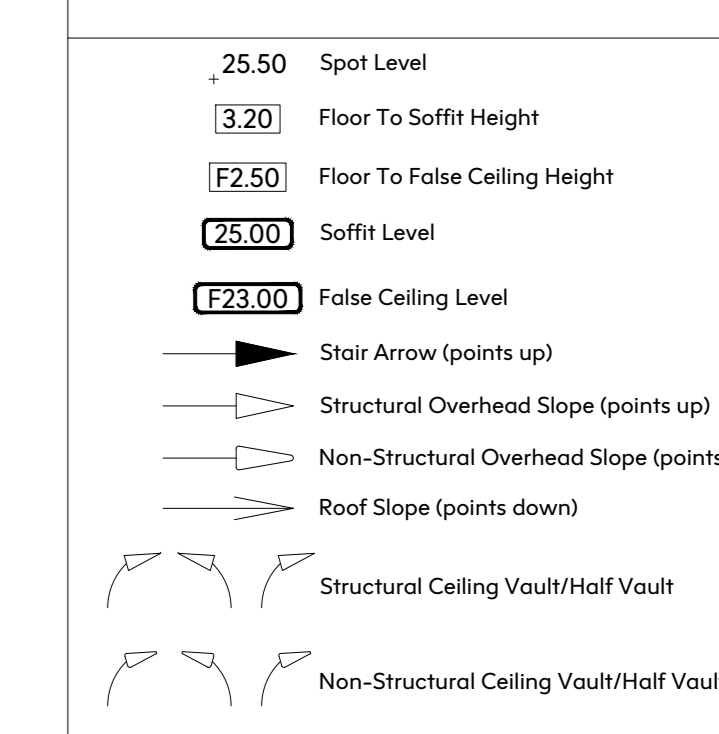 +25.50 Spot Level
3.20 Floor To Soffit Height
F2.50 Floor To False Ceiling Height
25.00 Soffit Level
F23.00 False Ceiling Level
Stair Arrow (points up)
Structural Overhead Slope (points up)
Non-Structural Overhead Slope (points
Roof Slope (points down)
Structural Ceiling Vault/Half Vault
Non-Structural Ceiling Vault/Half Vault